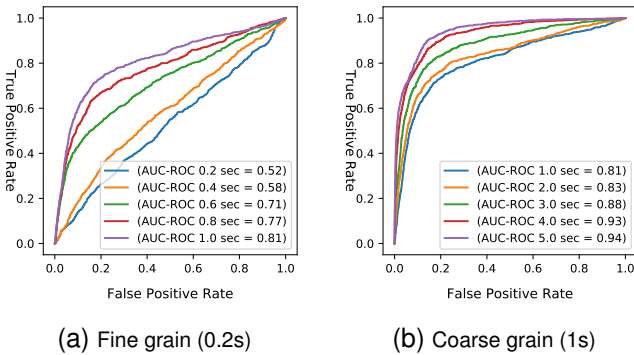 1.0
0.8
0.6
0.4
0.2
0.0
True Positive Rate
(AUC-ROC 0.2 sec = 0.52)
(AUC-ROC 0.4 sec = 0.58)
(AUC-ROC 0.6 sec = 0.71)
(AUC-ROC 0.8 sec = 0.77)
(AUC-ROC 1.0 sec = 0.81)
0.0 0.2 0.4 0.6 0.8 1.0
False Positive Rate
(a) Fine grain (0.2s)
1.0
0.8
0.6
0.4
0.2
0.0
True Positive Rate
(AUC-ROC 1.0 sec = 0.81)
(AUC-ROC 2.0 sec = 0.83)
(AUC-ROC 3.0 sec = 0.88)
(AUC-ROC 4.0 sec = 0.93)
(AUC-ROC 5.0 sec = 0.94)
0.0 0.2 0.4 0.6 0.8 1.0
False Positive Rate
(b) Coarse grain (1s)